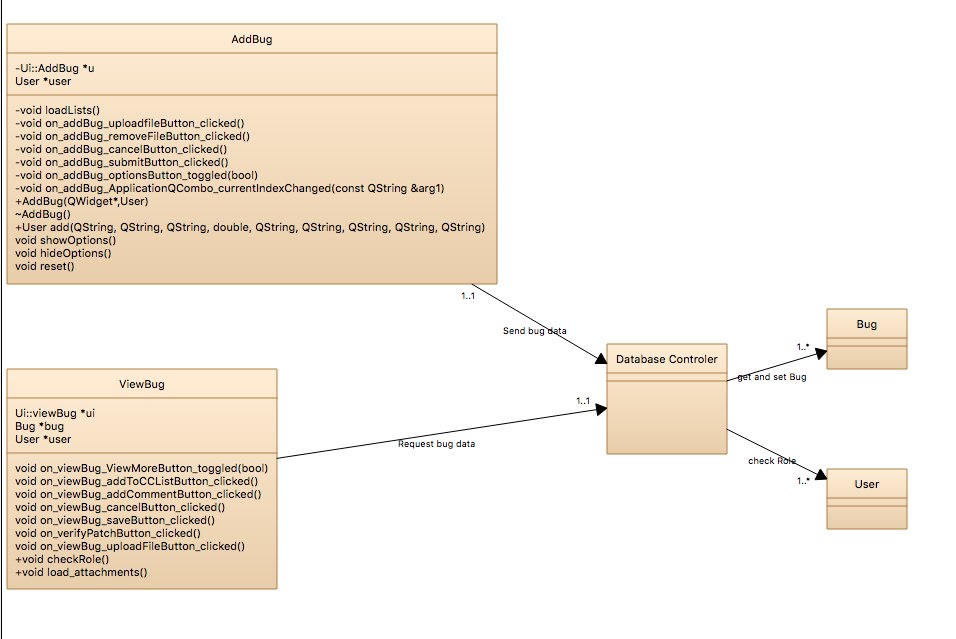 AddBug
-Ui::AddBug *u
User *user
-void loadLists()
-void on_addBug_uploadfileButton_clicked()
-void on_addBug_removeFileButton_clicked()
-void on_addBug_cancelButton_clicked()
-void on_addBug_submitButton_clicked()
-void on_addBug_optionsButton_toggled(bool)
-void on_addBug_ApplicationQCombo_currentIndexChanged(const QString &arg1)
+AddBug(QWidget*,User)
~AddBug()
+User add(QString, QString, QString, double, QString, QString, QString, QString, QString)
void showOptions()
void hideOptions()
void reset()
1..1
Send bug data
Database Controler
1..1
Request bug data
Bug
1..*
get and set Bug
check Role
1..*
User
ViewBug
Ui::viewBug *ui
Bug *bug
User *user
void on_viewBug_ViewMoreButton_toggled(bool)
void on_viewBug_addToCCListButton_clicked()
void on_viewBug_addCommentButton_clicked()
void on_viewBug_cancelButton_clicked()
void on_viewBug_saveButton_clicked()
void on_verifyPatchButton_clicked()
void on_viewBug_uploadFileButton_clicked()
+void checkRole()
+void load_attachments()